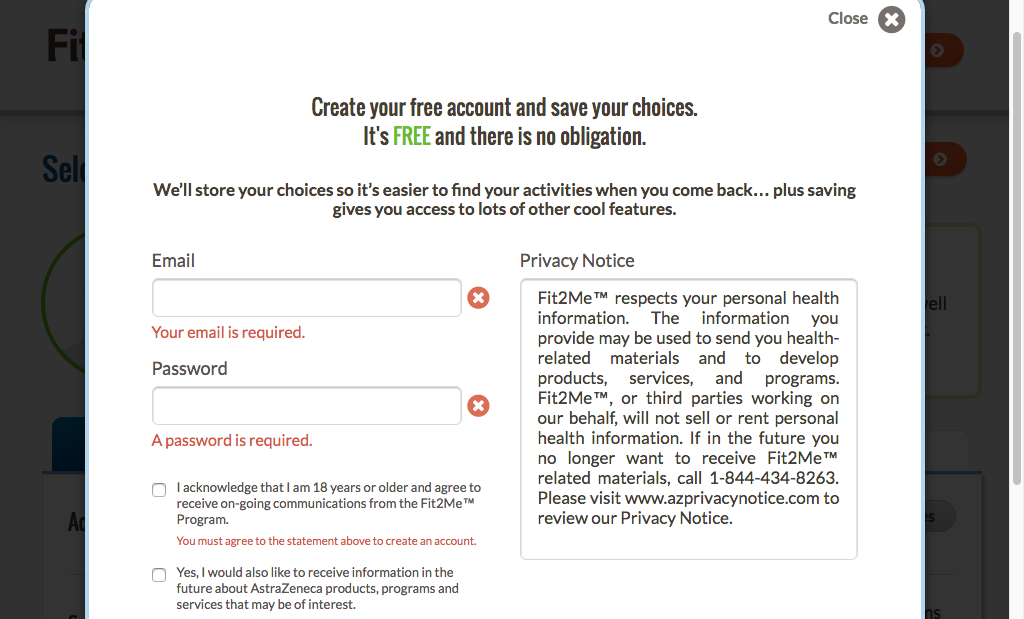 Close
Create your free account and save your choices.
It's FREE and there is no obligation.
We'll store your choices so it's easier to find your activities when you come back... plus saving
gives you access to lots of other cool features.
Email
Your email is required.
Password
A password is required.
I acknowledge that I am 18 years or older and agree to
receive on-going communications from the Fit2Me™
Program.
You must agree to the statement above to create an account.
Yes, I would also like to receive information in the
future about AstraZeneca products, programs and
services that may be of interest.
Privacy Notice
Fit2Me™ respects your personal health
information. The information you
provide may be used to send you health-
related materials and to develop
products, services, and programs.
Fit2Me™, or third parties working on
our behalf, will not sell or rent personal
health information. If in the future you
no longer want to receive Fit2Me™
related materials, call 1-844-434-8263.
Please visit www.azprivacynotice.com to
review our Privacy Notice.